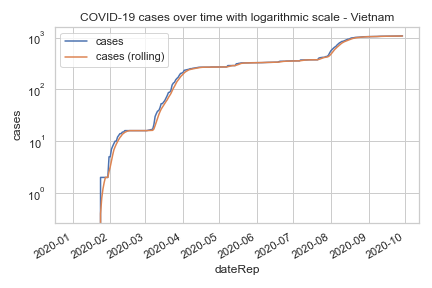 COVID-19 cases over time with logarithmic scale - Vietnam
cases
cases (rolling)
10³
10²
10¹
10⁰
cases
2020-01
2020-02
2020-03
2020-04
2020-05
2020-06
2020-07
2020-08
2020-09
2020-10
dateRep